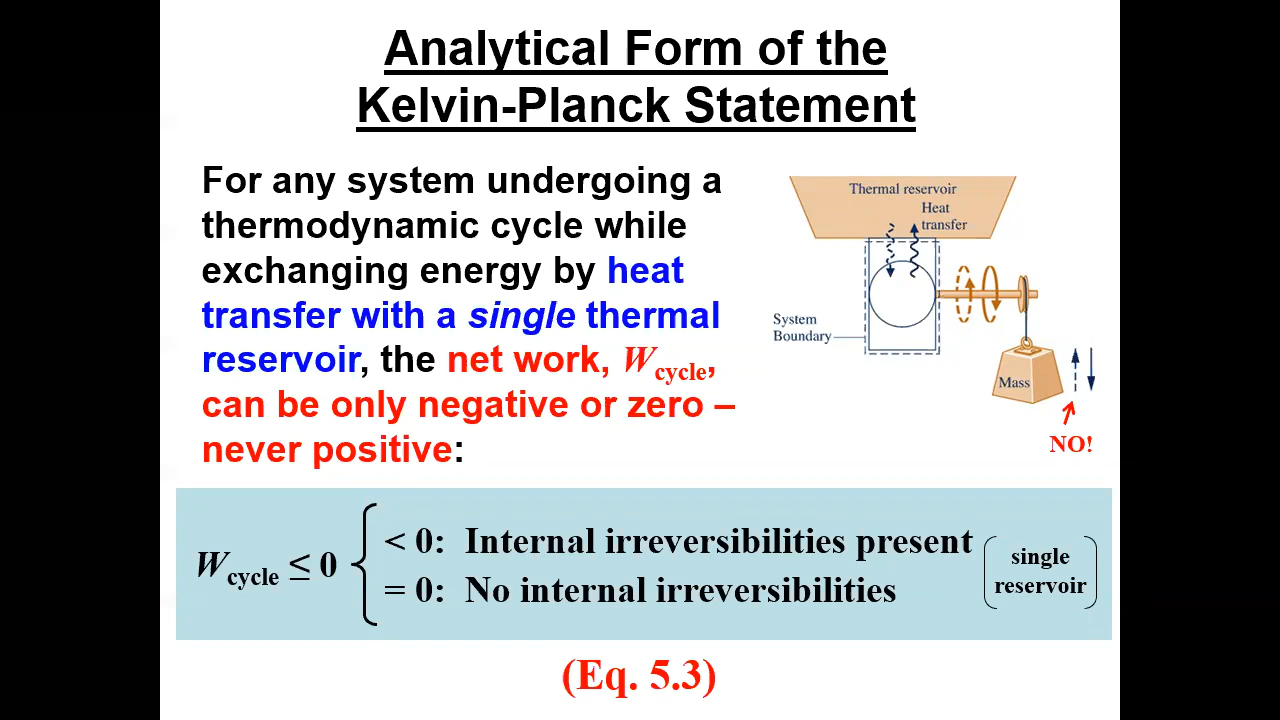 Analytical Form of the
Kelvin-Planck Statement
For any system undergoing a
thermodynamic cycle while
exchanging energy by heat
transfer with a single thermal
reservoir, the net work, Wcycle,
can be only negative or zero –
never positive:
Thermal reservoir
Heat
transfer
System
Boundary
Mass
NO!
Wcycle ≤ 0
< 0: Internal irreversibilities present
= 0: No internal irreversibilities
single
reservoir
(Eq. 5.3)